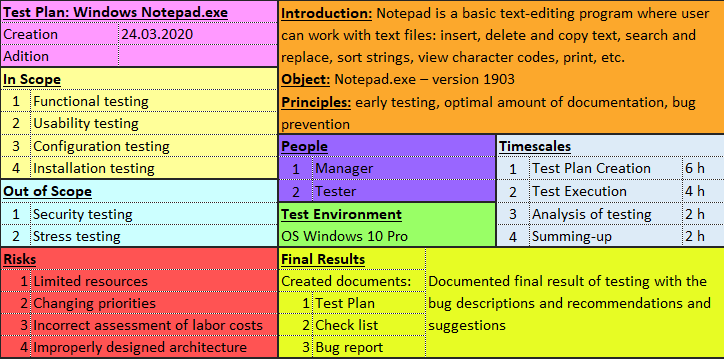 Test Plan: Windows Notepad.exe
Creation 24.03.2020
Adition
In Scope
1 Functional testing
2 Usability testing
3 Configuration testing
4 Installation testing
Out of Scope
1 Security testing
2 Stress testing
Risks
1 Limited resources
2 Changing priorities
3 Incorrect assessment of labor costs
4 Improperly designed architecture
Introduction: Notepad is a basic text-editing program where user
can work with text files: insert, delete and copy text, search and
replace, sort strings, view character codes, print, etc.
Object: Notepad.exe – version 1903
Principles: early testing, optimal amount of documentation, bug
prevention
People
1 Manager
2 Tester
Test Environment
OS Windows 10 Pro
Timescales
1 Test Plan Creation 6 h
2 Test Execution 4 h
3 Analysis of testing 2 h
4 Summing-up 2 h
Final Results
Created documents:
1 Test Plan
2 Check list
3 Bug report
Documented final result of testing with the
bug descriptions and recommendations and
suggestions